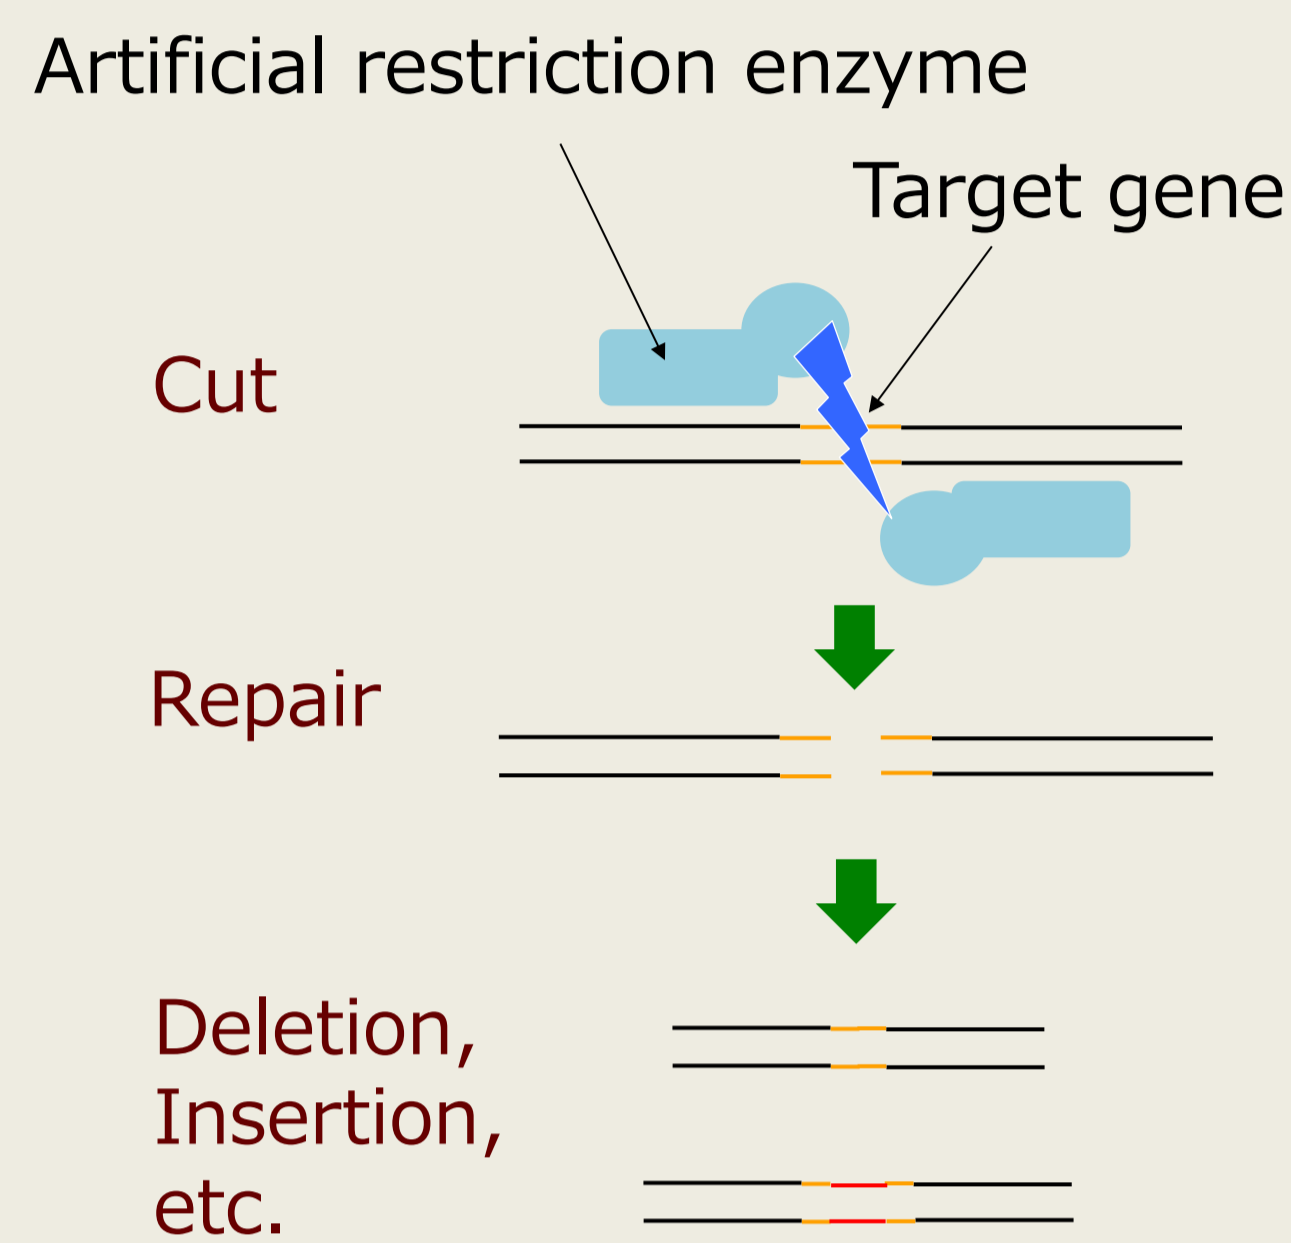 Artificial restriction enzyme
Target gene
Cut
Repair
Deletion,
Insertion,
etc.